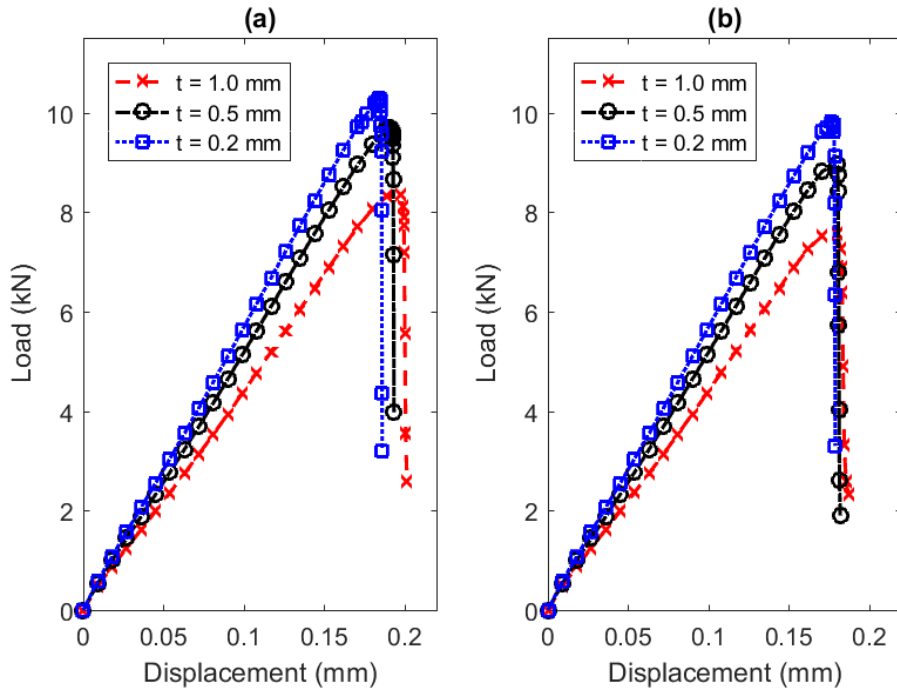 (a)
t = 1.0 mm
t = 0.5 mm
t = 0.2 mm
10
8
6
4
2
0
Load (kN)
0
0.05
0.1
0.15
0.2
Displacement (mm)
(b)
t = 1.0 mm
t = 0.5 mm
t = 0.2 mm
10
8
6
4
2
0
Load (kN)
0
0.05
0.1
0.15
0.2
Displacement (mm)